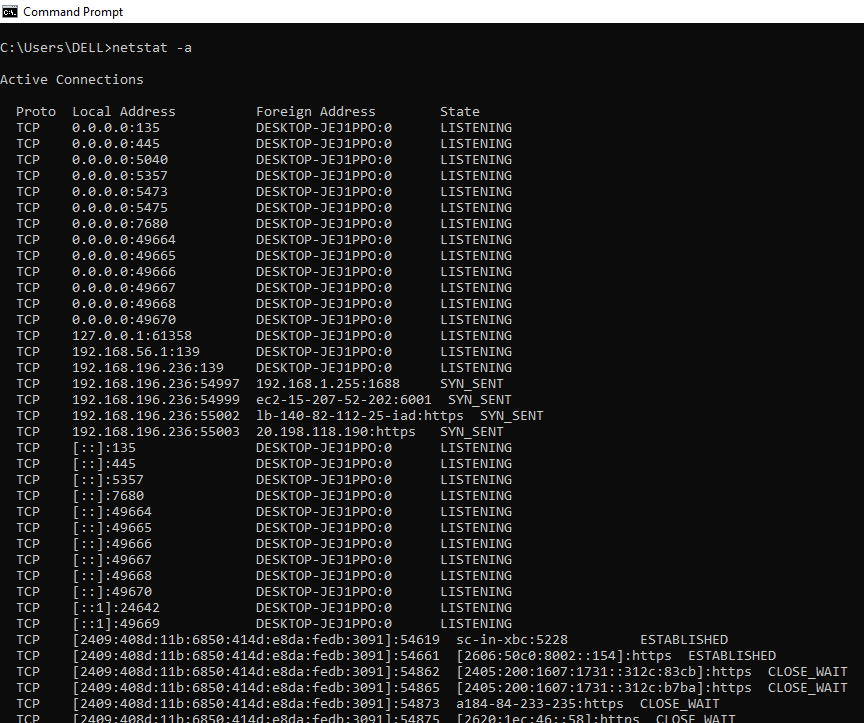 Command Prompt
C:\Users\DELL>netstat -a
Active Connections
Proto  Local Address          Foreign Address        State
TCP    0.0.0.0:135            DESKTOP-JEJ1PPO:0      LISTENING
TCP    0.0.0.0:445            DESKTOP-JEJ1PPO:0      LISTENING
TCP    0.0.0.0:5040           DESKTOP-JEJ1PPO:0      LISTENING
TCP    0.0.0.0:5357           DESKTOP-JEJ1PPO:0      LISTENING
TCP    0.0.0.0:5473           DESKTOP-JEJ1PPO:0      LISTENING
TCP    0.0.0.0:5475           DESKTOP-JEJ1PPO:0      LISTENING
TCP    0.0.0.0:7680           DESKTOP-JEJ1PPO:0      LISTENING
TCP    0.0.0.0:49664          DESKTOP-JEJ1PPO:0      LISTENING
TCP    0.0.0.0:49665          DESKTOP-JEJ1PPO:0      LISTENING
TCP    0.0.0.0:49666          DESKTOP-JEJ1PPO:0      LISTENING
TCP    0.0.0.0:49667          DESKTOP-JEJ1PPO:0      LISTENING
TCP    0.0.0.0:49668          DESKTOP-JEJ1PPO:0      LISTENING
TCP    0.0.0.0:49670          DESKTOP-JEJ1PPO:0      LISTENING
TCP    127.0.0.1:61358        DESKTOP-JEJ1PPO:0      LISTENING
TCP    192.168.56.1:139       DESKTOP-JEJ1PPO:0      LISTENING
TCP    192.168.196.236:139    DESKTOP-JEJ1PPO:0      LISTENING
TCP    192.168.196.236:54997  192.168.1.255:1688     SYN_SENT
TCP    192.168.196.236:54999  ec2-15-207-52-202:6001  SYN_SENT
TCP    192.168.196.236:55002  lb-140-82-112-25-iad:https  SYN_SENT
TCP    192.168.196.236:55003  20.198.118.190:https   SYN_SENT
TCP    [::]:135               DESKTOP-JEJ1PPO:0      LISTENING
TCP    [::]:445               DESKTOP-JEJ1PPO:0      LISTENING
TCP    [::]:5357              DESKTOP-JEJ1PPO:0      LISTENING
TCP    [::]:7680              DESKTOP-JEJ1PPO:0      LISTENING
TCP    [::]:49664             DESKTOP-JEJ1PPO:0      LISTENING
TCP    [::]:49665             DESKTOP-JEJ1PPO:0      LISTENING
TCP    [::]:49666             DESKTOP-JEJ1PPO:0      LISTENING
TCP    [::]:49667             DESKTOP-JEJ1PPO:0      LISTENING
TCP    [::]:49668             DESKTOP-JEJ1PPO:0      LISTENING
TCP    [::]:49670             DESKTOP-JEJ1PPO:0      LISTENING
TCP    [::1]:24642            DESKTOP-JEJ1PPO:0      LISTENING
TCP    [::1]:49669            DESKTOP-JEJ1PPO:0      LISTENING
TCP    [2409:408d:11b:6850:414d:e8da:fedb:3091]:54619  sc-in-xbc:5228         ESTABLISHED
TCP    [2409:408d:11b:6850:414d:e8da:fedb:3091]:54661  [2606:50c0:8002::154]:https  ESTABLISHED
TCP    [2409:408d:11b:6850:414d:e8da:fedb:3091]:54862  [2405:200:1607:1731::312c:83cb]:https  CLOSE_WAIT
TCP    [2409:408d:11b:6850:414d:e8da:fedb:3091]:54865  [2405:200:1607:1731::312c:b7ba]:https  CLOSE_WAIT
TCP    [2409:408d:11b:6850:414d:e8da:fedb:3091]:54873  a184-84-233-235:https  CLOSE_WAIT
TCP    [2409:408d:11b:6850:414d:e8da:fedb:3091]:54875  [2620:1ec:46::58]:https  CLOSE_WAIT